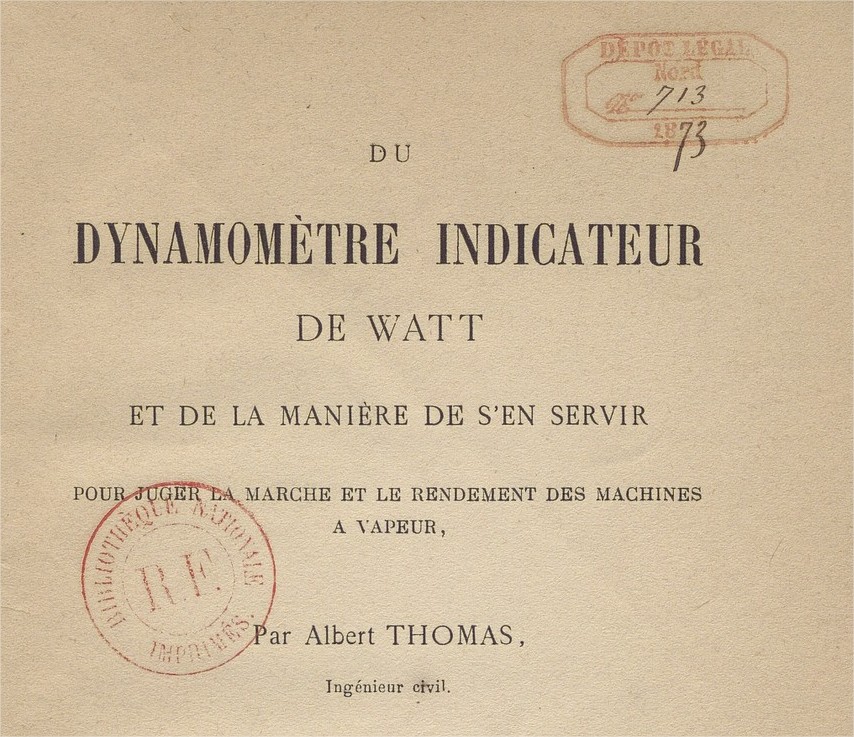 DÉPOT LÉGAL
Nord
No 713
1873
DU
DYNAMOMÈTRE INDICATEUR
DE WATT
ET DE LA MANIÈRE DE S'EN SERVIR
POUR JUGER LA MARCHE ET LE RENDEMENT DES MACHINES
A VAPEUR,
BIBLIOTHÈQUE NATIONALE
R.F.
IMPRIMÉS.
Par Albert THOMAS,
Ingénieur civil.